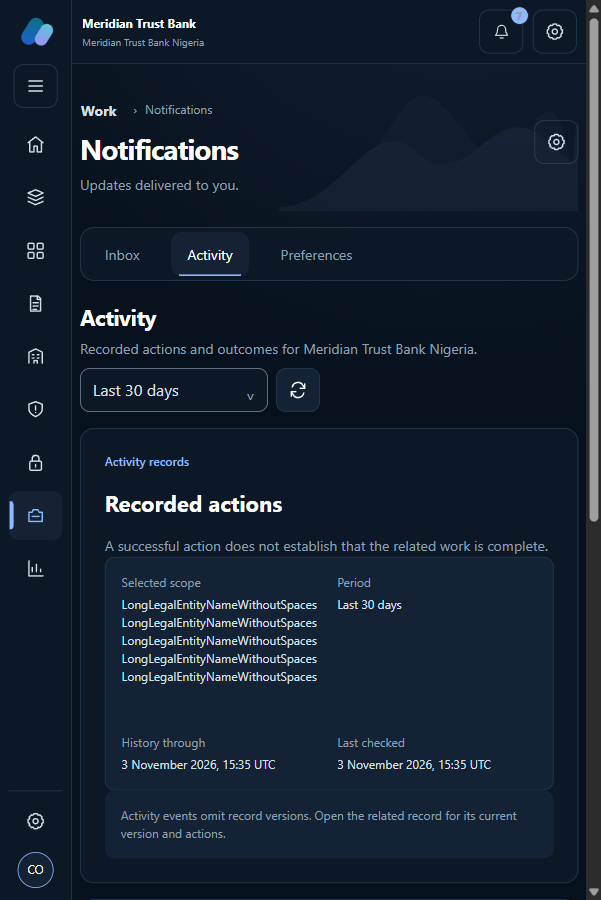 Meridian Trust Bank
Meridian Trust Bank Nigeria
7
Work › Notifications
Notifications
Updates delivered to you.
Inbox Activity Preferences
Activity
Recorded actions and outcomes for Meridian Trust Bank Nigeria.
Last 30 days
Activity records
Recorded actions
A successful action does not establish that the related work is complete.
Selected scope Period
LongLegalEntityNameWithoutSpaces Last 30 days
LongLegalEntityNameWithoutSpaces
LongLegalEntityNameWithoutSpaces
LongLegalEntityNameWithoutSpaces
LongLegalEntityNameWithoutSpaces
History through Last checked
3 November 2026, 15:35 UTC 3 November 2026, 15:35 UTC
Activity events omit record versions. Open the related record for its current
version and actions.
CO